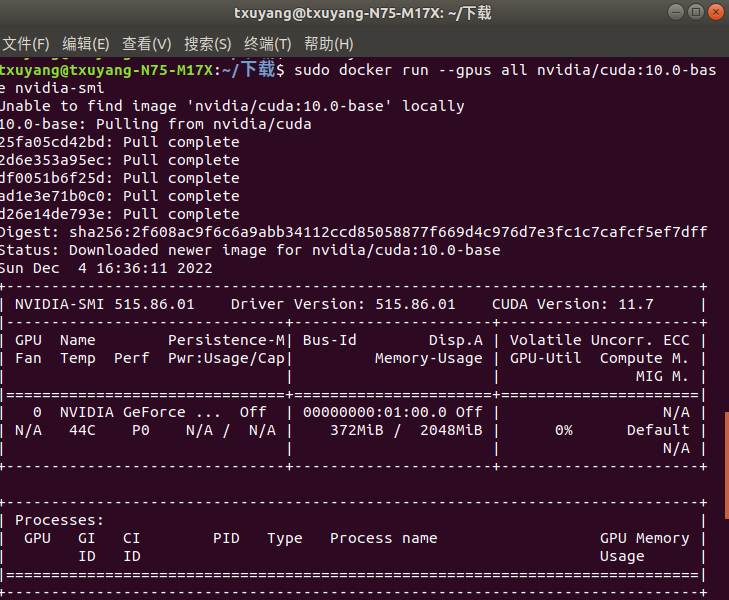 txuyang@txuyang-N75-M17X: ~/下载
文件(F) 编辑(E) 查看(V) 搜索(S) 终端(T) 帮助(H)
txuyang@txuyang-N75-M17X:~/下载$ sudo docker run --gpus all nvidia/cuda:10.0-bas
e nvidia-smi
Unable to find image 'nvidia/cuda:10.0-base' locally
10.0-base: Pulling from nvidia/cuda
25fa05cd42bd: Pull complete
2d6e353a95ec: Pull complete
df0051b6f25d: Pull complete
ad1e3e71b0c0: Pull complete
d26e14de793e: Pull complete
Digest: sha256:2f608ac9f6c6a9abb34112ccd85058877f669d4c976d7e3fc1c7cafcf5ef7dff
Status: Downloaded newer image for nvidia/cuda:10.0-base
Sun Dec  4 16:36:11 2022
+-----------------------------------------------------------------------------+
| NVIDIA-SMI 515.86.01    Driver Version: 515.86.01    CUDA Version: 11.7     |
|-------------------------------+----------------------+----------------------+
| GPU  Name        Persistence-M| Bus-Id        Disp.A | Volatile Uncorr. ECC |
| Fan  Temp  Perf  Pwr:Usage/Cap|         Memory-Usage | GPU-Util  Compute M. |
|                               |                      |               MIG M. |
|===============================+======================+======================|
|   0  NVIDIA GeForce ...  Off  | 00000000:01:00.0 Off |                  N/A |
| N/A   44C    P0    N/A /  N/A |    372MiB /  2048MiB |      0%      Default |
|                               |                      |                  N/A |
+-------------------------------+----------------------+----------------------+
+-----------------------------------------------------------------------------+
| Processes:                                                                  |
|  GPU   GI   CI        PID   Type   Process name                  GPU Memory |
|        ID   ID                                                   Usage      |
|=============================================================================|
+-----------------------------------------------------------------------------+